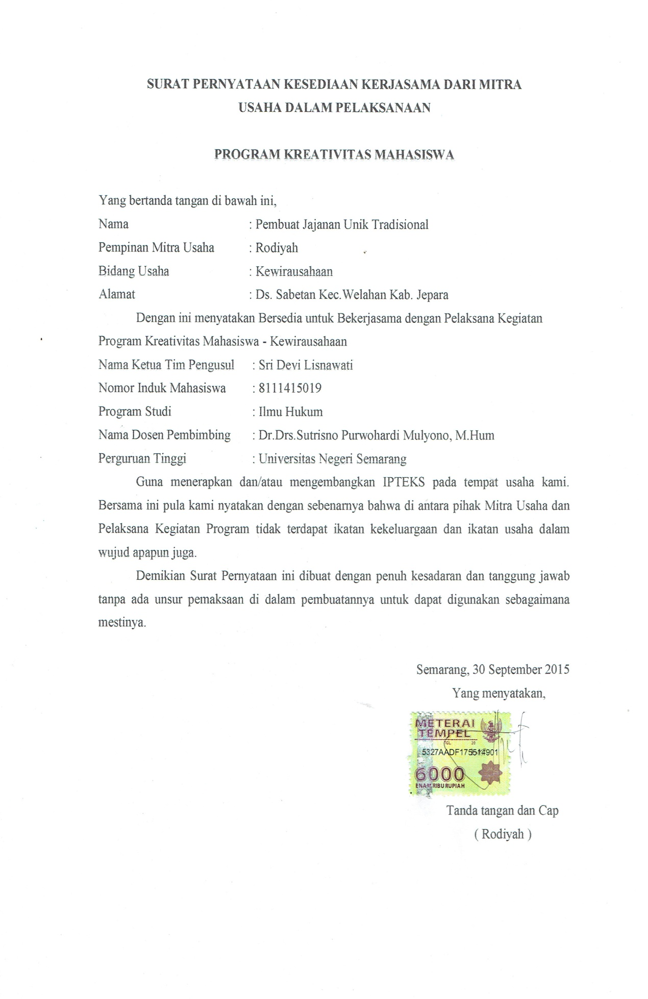 SURAT PERNYATAAN KESEDIAAN KERJASAMA DARI MITRA
USAHA DALAM PELAKSANAAN
PROGRAM KREATIVITAS MAHASISWA
Yang bertanda tangan di bawah ini,
Nama : Pembuat Jajanan Unik Tradisional
Pempinan Mitra Usaha : Rodiyah
Bidang Usaha : Kewirausahaan
Alamat : Ds. Sabetan Kec.Welahan Kab. Jepara
Dengan ini menyatakan Bersedia untuk Bekerjasama dengan Pelaksana Kegiatan
Program Kreativitas Mahasiswa - Kewirausahaan
Nama Ketua Tim Pengusul : Sri Devi Lisnawati
Nomor Induk Mahasiswa : 8111415019
Program Studi : Ilmu Hukum
Nama Dosen Pembimbing : Dr.Drs.Sutrisno Purwohardi Mulyono, M.Hum
Perguruan Tinggi : Universitas Negeri Semarang
Guna menerapkan dan/atau mengembangkan IPTEKS pada tempat usaha kami.
Bersama ini pula kami nyatakan dengan sebenarnya bahwa di antara pihak Mitra Usaha dan
Pelaksana Kegiatan Program tidak terdapat ikatan kekeluargaan dan ikatan usaha dalam
wujud apapun juga.
Demikian Surat Pernyataan ini dibuat dengan penuh kesadaran dan tanggung jawab
tanpa ada unsur pemaksaan di dalam pembuatannya untuk dapat digunakan sebagaimana
mestinya.
Semarang, 30 September 2015
Yang menyatakan,
METERAI
TEMPEL
TGL 20
5327AADF175514901
6000
ENAM RIBU RUPIAH
Tanda tangan dan Cap
( Rodiyah )